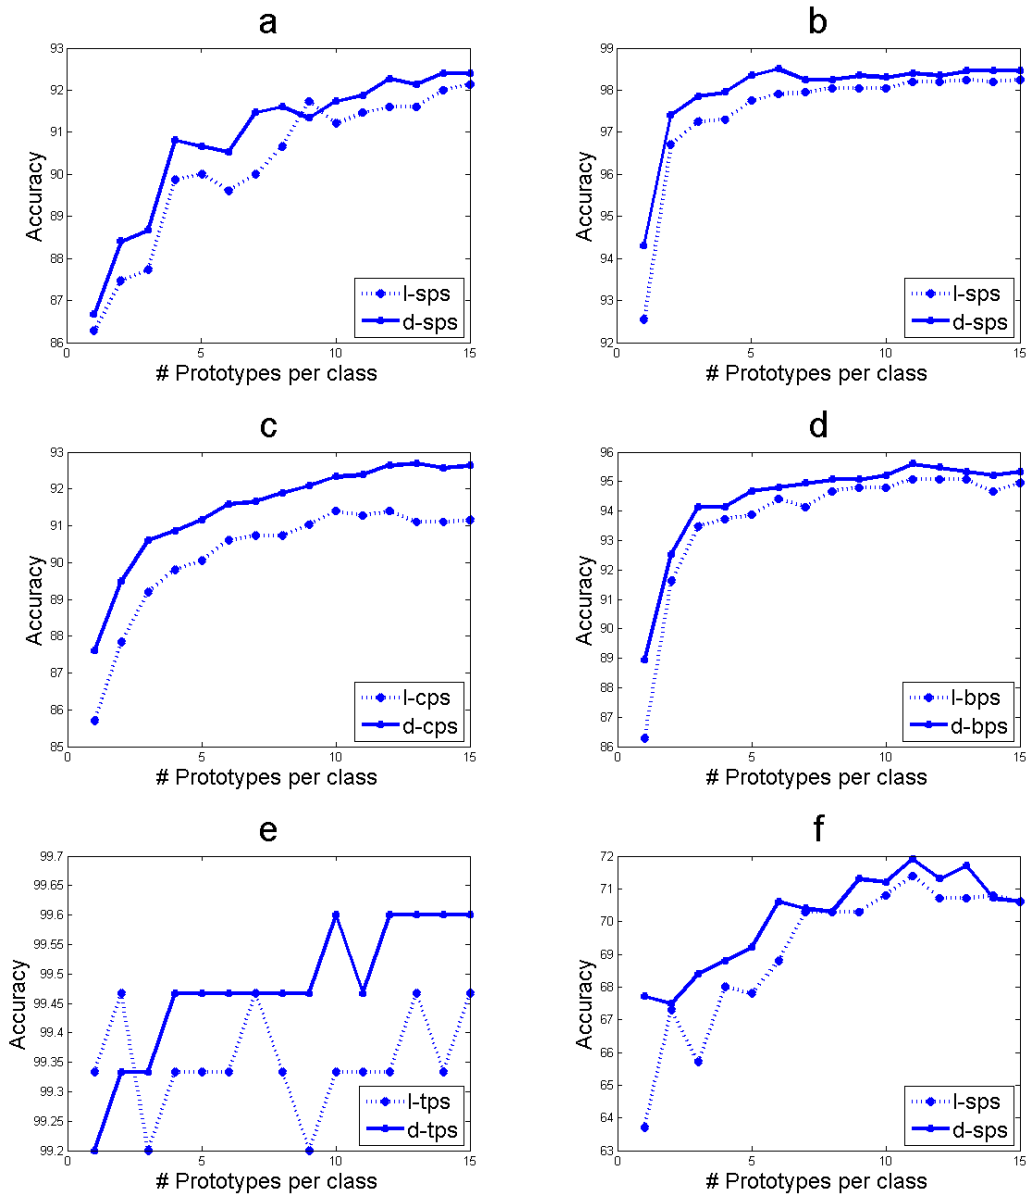 a
93
92
91
90
89
88
87
86
Accuracy
l-sps
d-sps
0 5 10 15
# Prototypes per class
b
99
98
97
96
95
94
93
92
Accuracy
l-sps
d-sps
0 5 10 15
# Prototypes per class
c
93
92
91
90
89
88
87
86
85
Accuracy
l-cps
d-cps
0 5 10 15
# Prototypes per class
d
96
95
94
93
92
91
90
89
88
87
86
Accuracy
l-bps
d-bps
0 5 10 15
# Prototypes per class
e
99.7
99.65
99.6
99.55
99.5
99.45
99.4
99.35
99.3
99.25
99.2
Accuracy
l-tps
d-tps
0 5 10 15
# Prototypes per class
f
72
71
70
69
68
67
66
65
64
63
Accuracy
l-sps
d-sps
0 5 10 15
# Prototypes per class